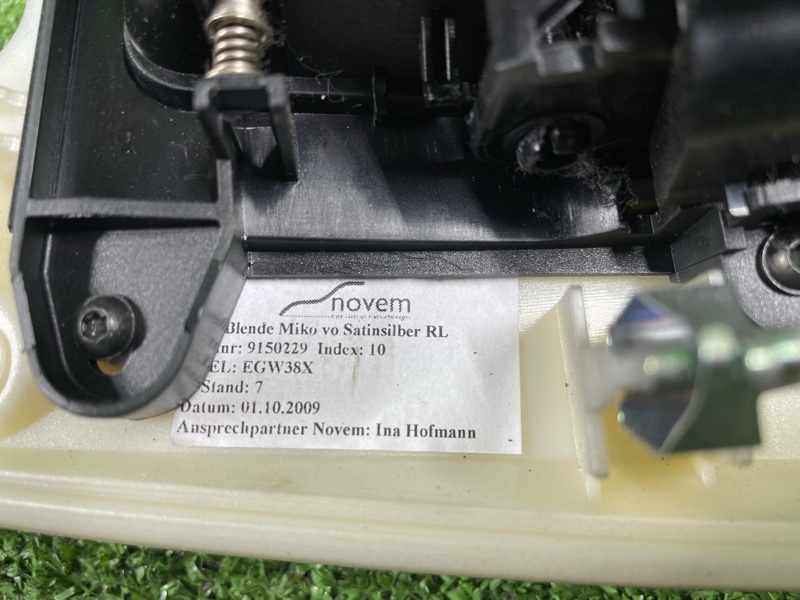 novem
Blende Miko vo Satinsilber RL
nr: 9150229 Index: 10
EL: EGW38X
Stand: 7
Datum: 01.10.2009
Ansprechpartner Novem: Ina Hofmann